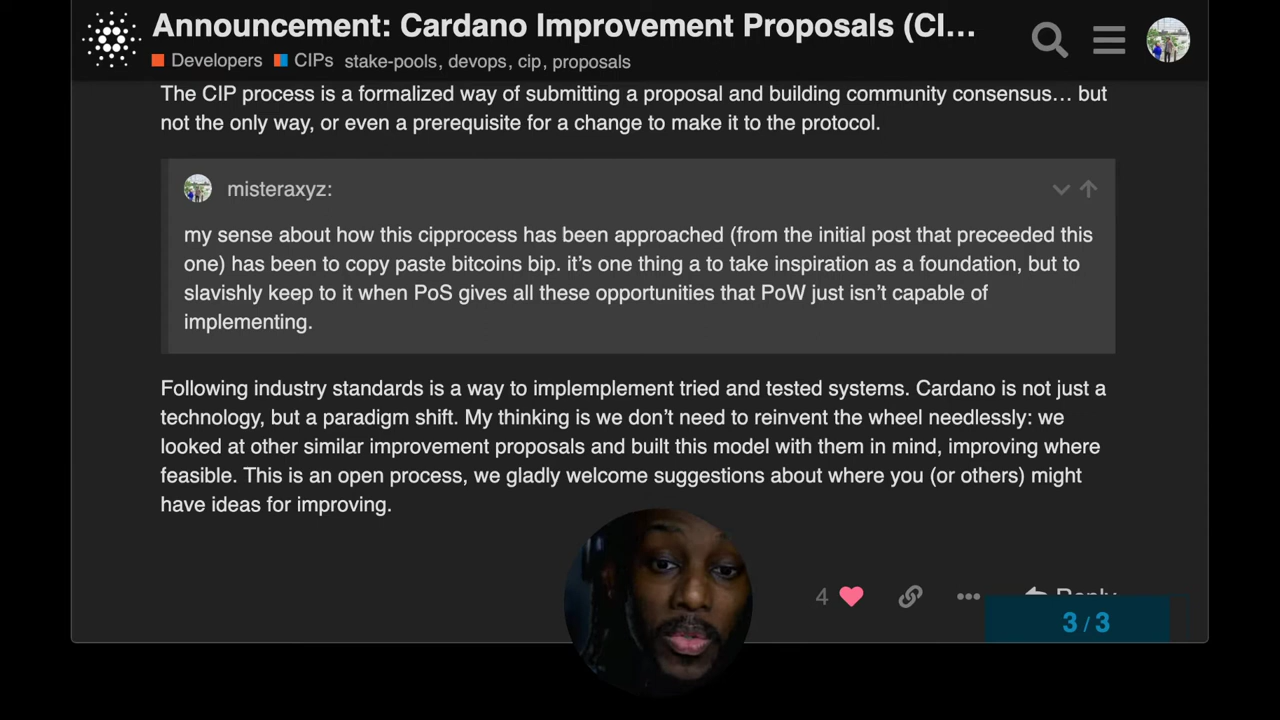 Announcement: Cardano Improvement Proposals (CI...
Developers CIPs stake-pools, devops, cip, proposals
The CIP process is a formalized way of submitting a proposal and building community consensus… but
not the only way, or even a prerequisite for a change to make it to the protocol.
misteraxyz:
my sense about how this cipprocess has been approached (from the initial post that preceeded this
one) has been to copy paste bitcoins bip. it's one thing a to take inspiration as a foundation, but to
slavishly keep to it when PoS gives all these opportunities that PoW just isn't capable of
implementing.
Following industry standards is a way to implemplement tried and tested systems. Cardano is not just a
technology, but a paradigm shift. My thinking is we don't need to reinvent the wheel needlessly: we
looked at other similar improvement proposals and built this model with them in mind, improving where
feasible. This is an open process, we gladly welcome suggestions about where you (or others) might
have ideas for improving.
4 Reply
3 / 3